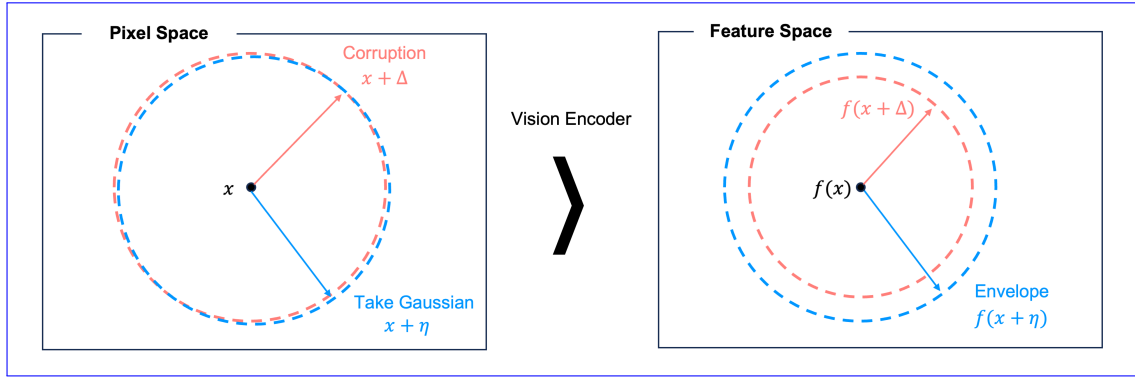 Pixel Space
Corruption
x + Δ
x
Take Gaussian
x + η
Vision Encoder
Feature Space
f(x + Δ)
f(x)
Envelope
f(x + η)